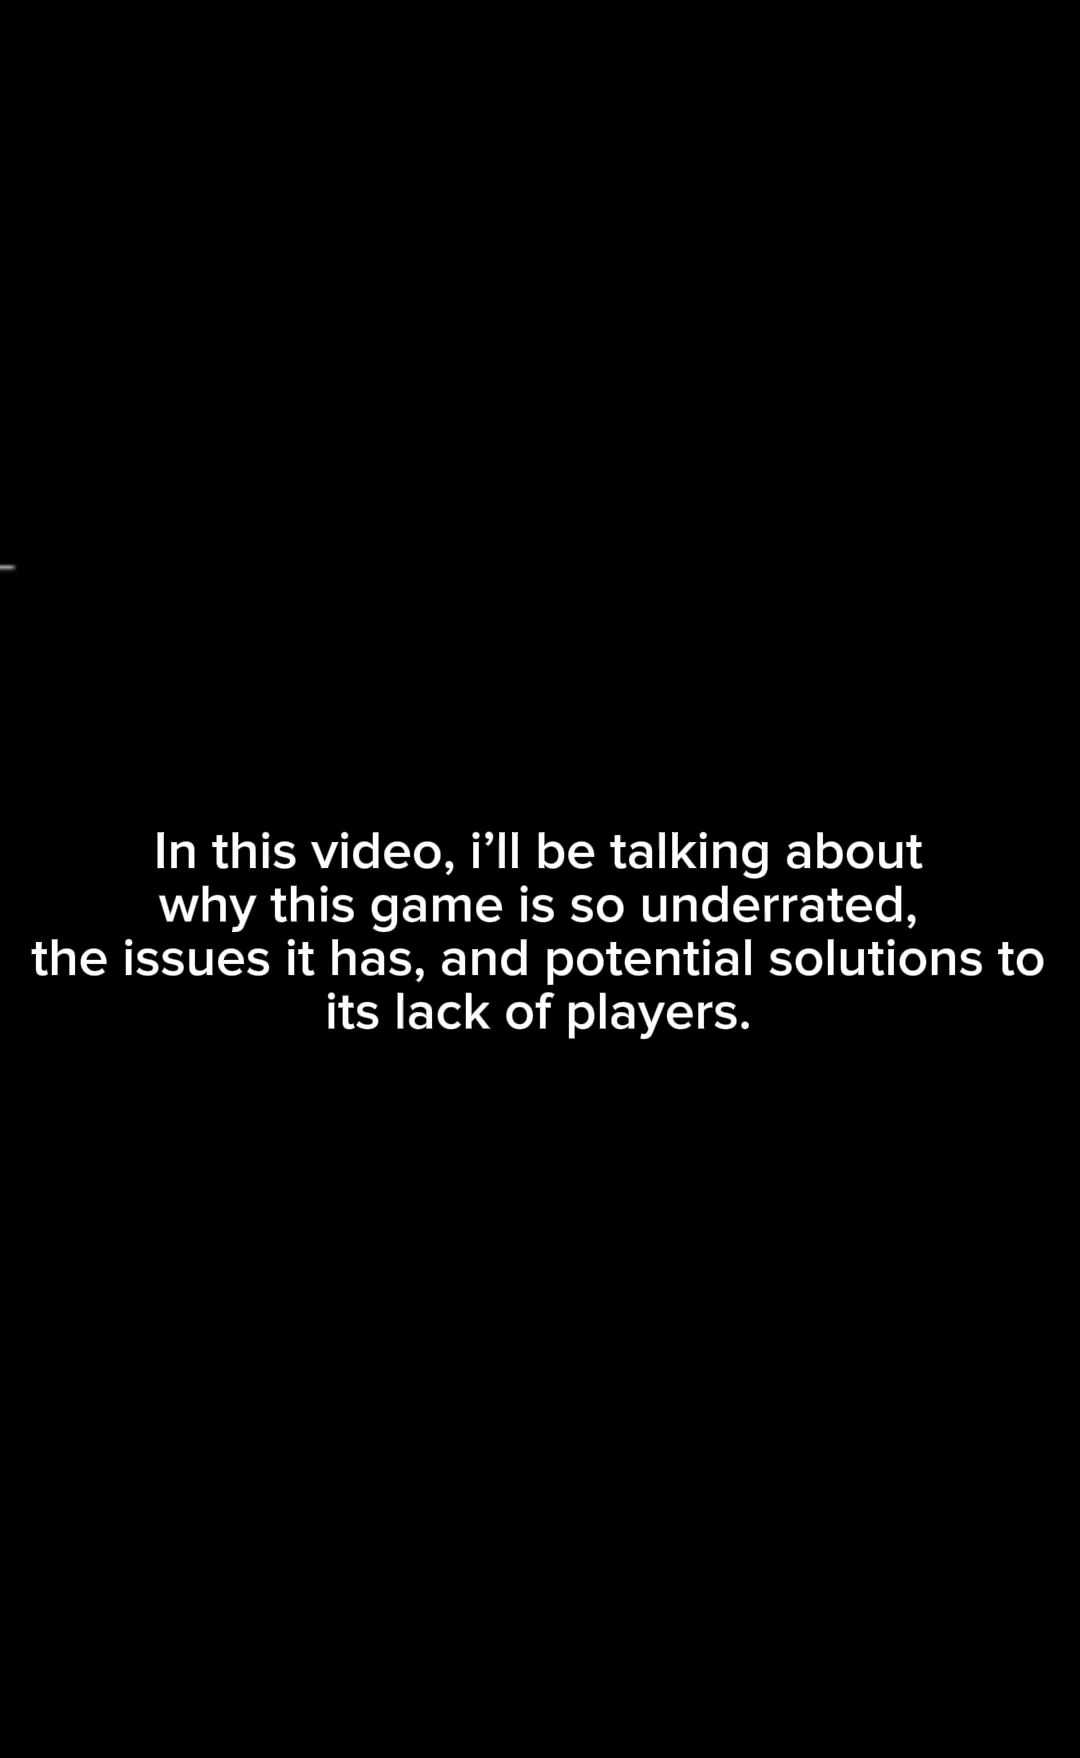 In this video, i’ll be talking about
why this game is so underrated,
the issues it has, and potential solutions to
its lack of players.